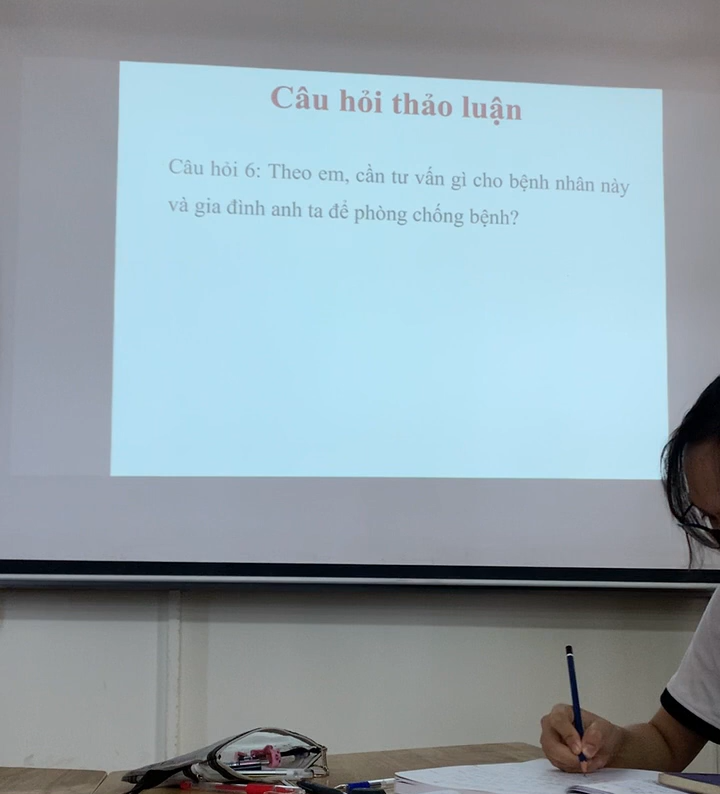 Câu hỏi thảo luận
Câu hỏi 6: Theo em, cần tư vấn gì cho bệnh nhân này
và gia đình anh ta để phòng chống bệnh?